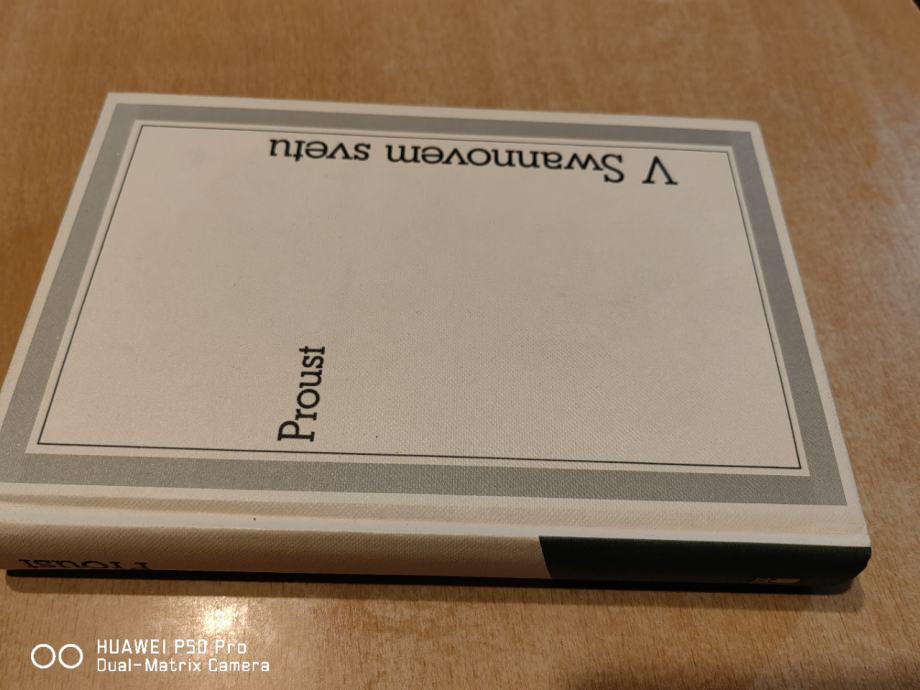 V Swannovem svetu
Proust
Proust
HUAWEI P50 Pro
Dual-Matrix Camera